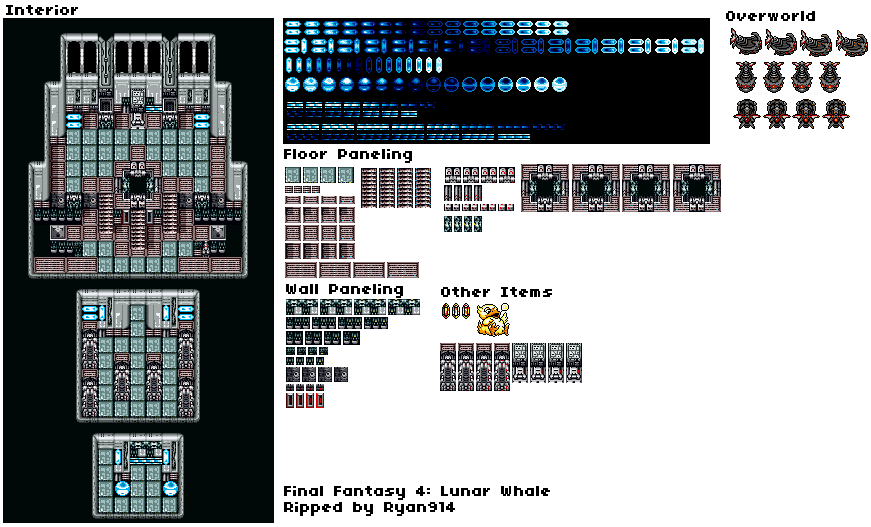 Interior
Overworld
Floor Paneling
Wall Paneling
Other Items
Final Fantasy 4: Lunar Whale
Ripped by Ryan914